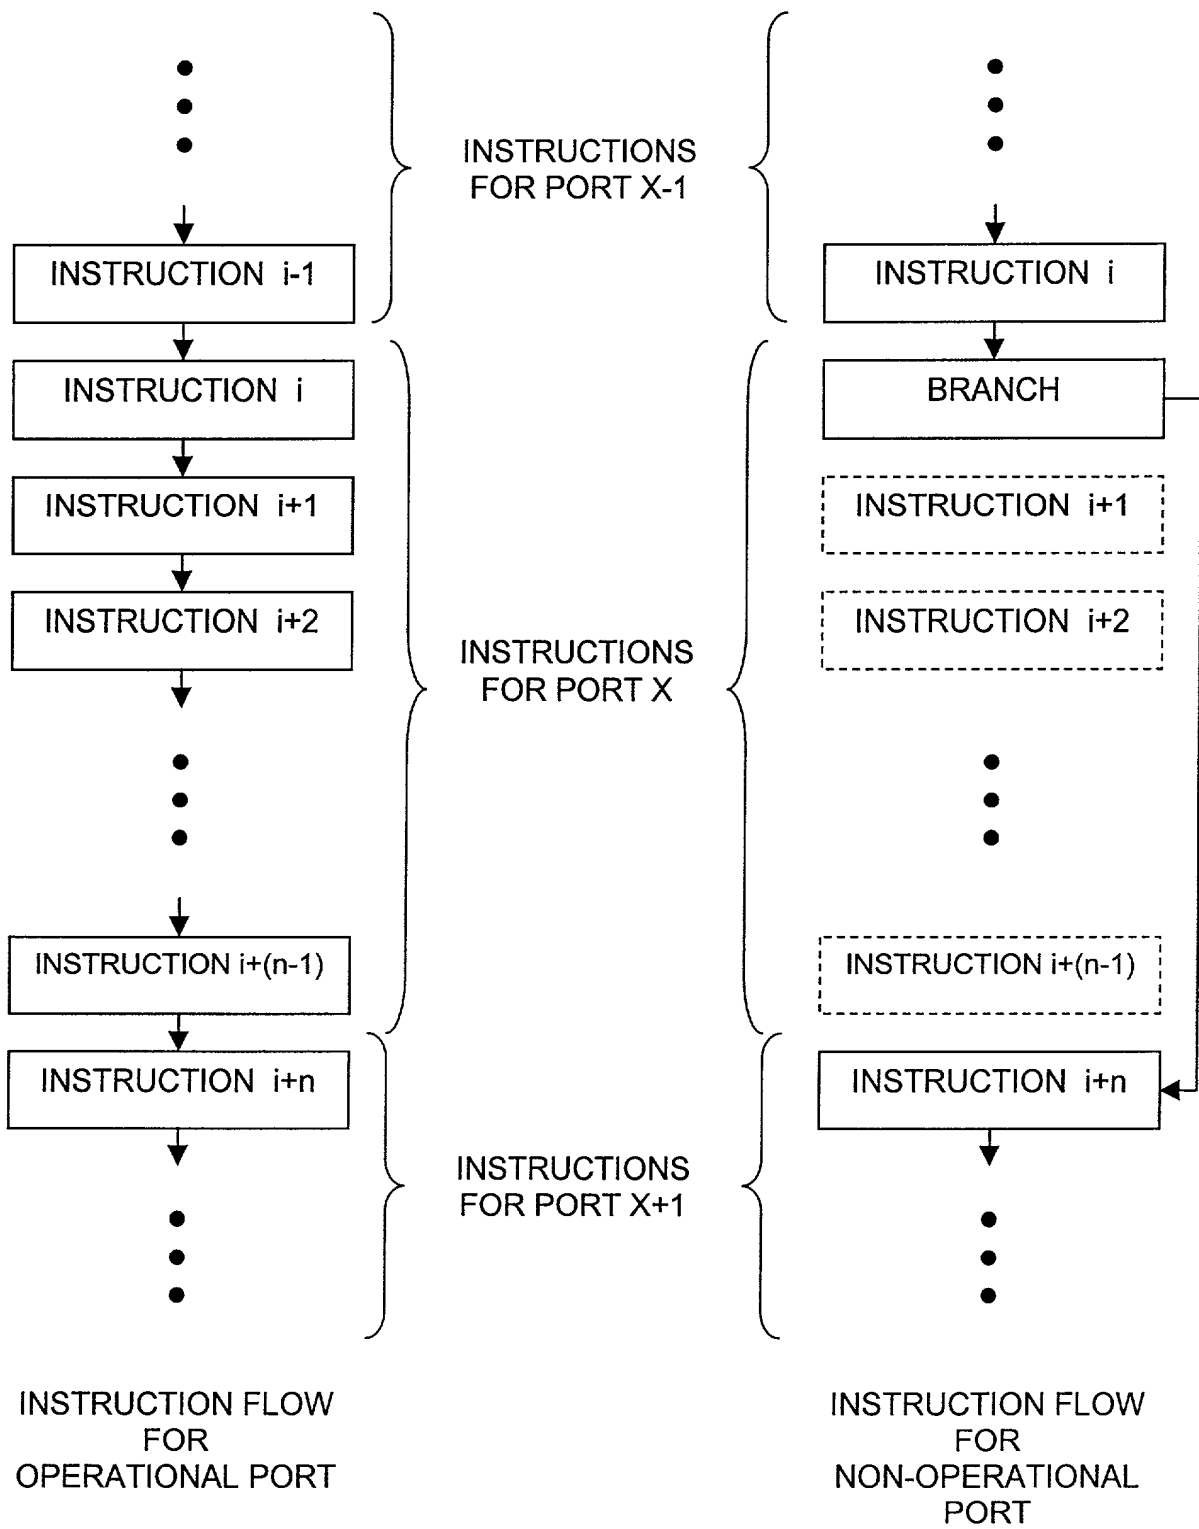 INSTRUCTIONS
FOR PORT X-1
INSTRUCTION i-1
INSTRUCTION i
INSTRUCTION i
BRANCH
INSTRUCTION i+1
INSTRUCTION i+1
INSTRUCTION i+2
INSTRUCTION i+2
INSTRUCTIONS
FOR PORT X
INSTRUCTION i+(n-1)
INSTRUCTION i+(n-1)
INSTRUCTION i+n
INSTRUCTION i+n
INSTRUCTIONS
FOR PORT X+1
INSTRUCTION FLOW
FOR
OPERATIONAL PORT
INSTRUCTION FLOW
FOR
NON-OPERATIONAL
PORT